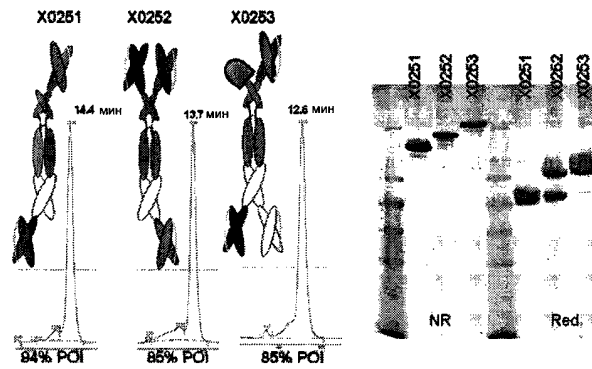 X0251 X0252 X0253
14.4 мин
13,7 мин
12.6 мин
94% POI
85% POI
85% POI
X0251
X0252
X0253
X0251
X0252
X0253
NR
Red.